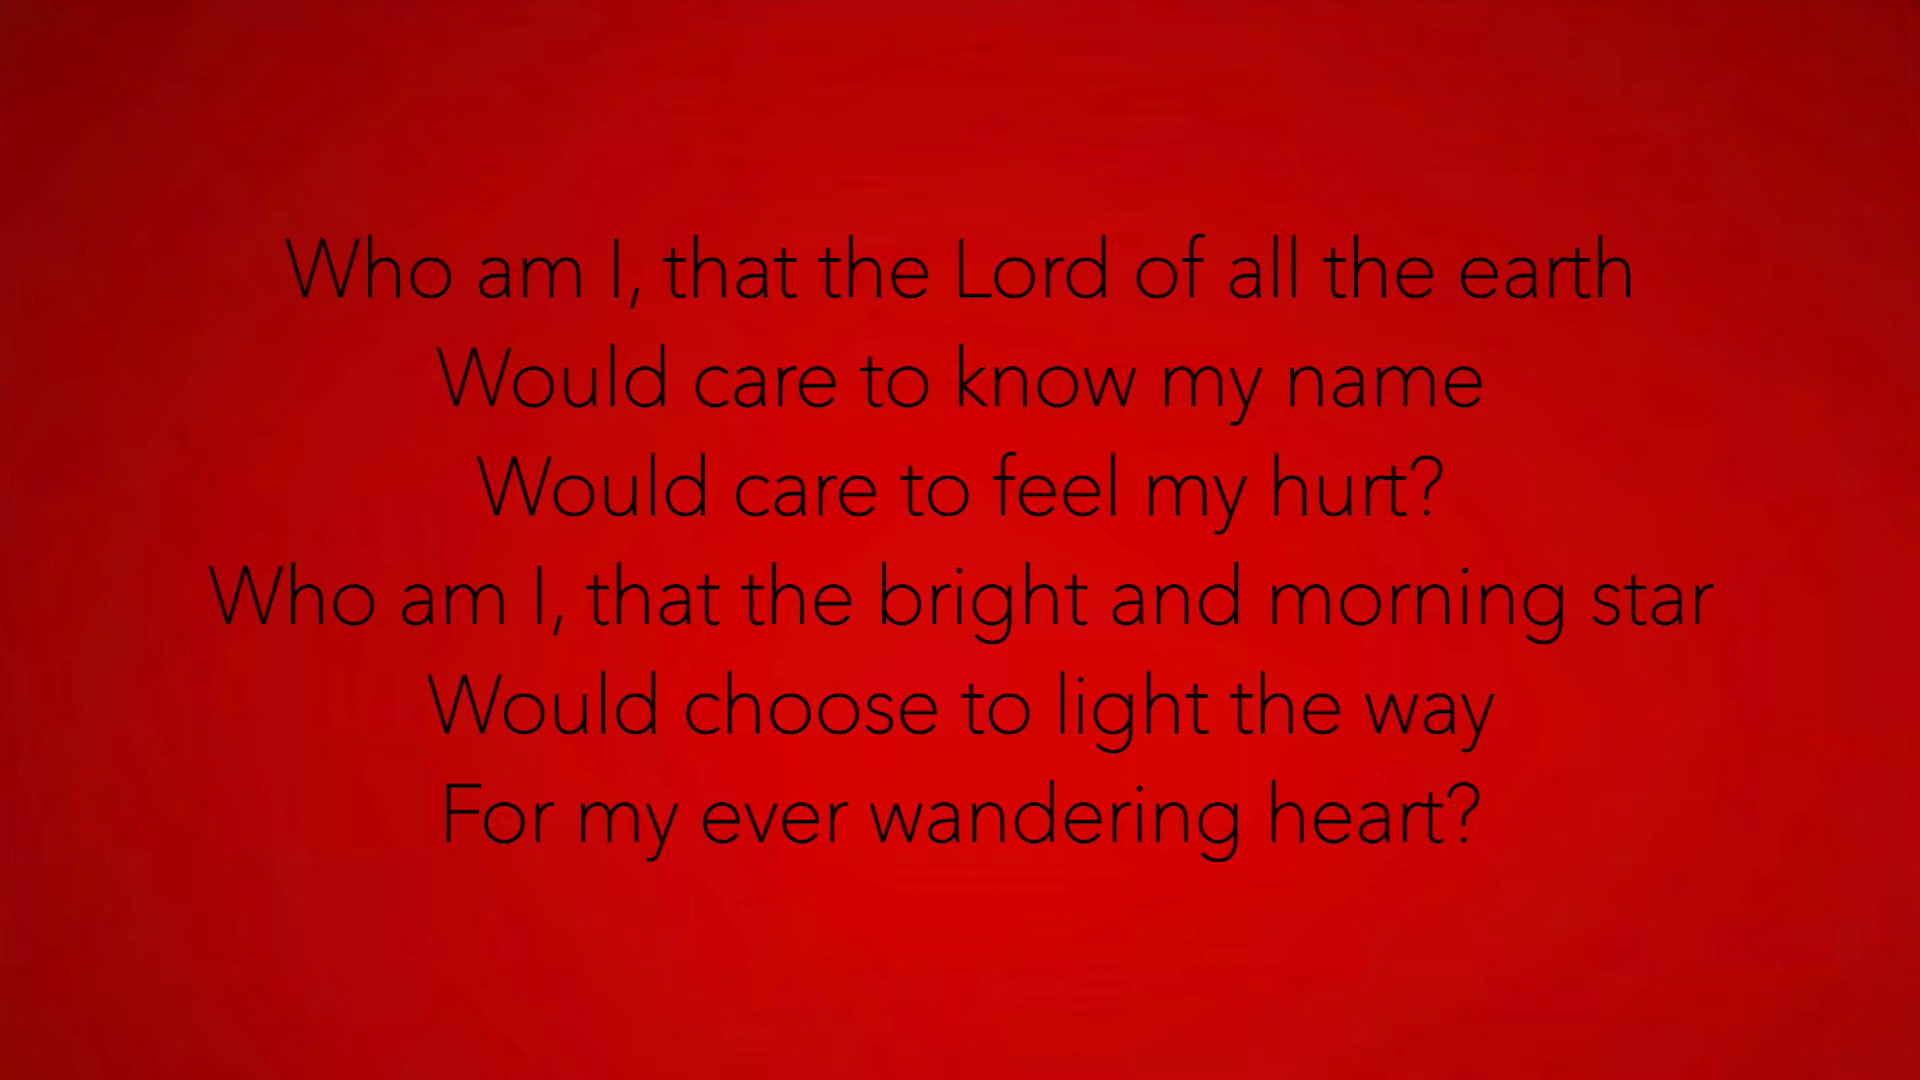 Who am I, that the Lord of all the earth
Would care to know my name
Would care to feel my hurt?
Who am I, that the bright and morning star
Would choose to light the way
For my ever wandering heart?